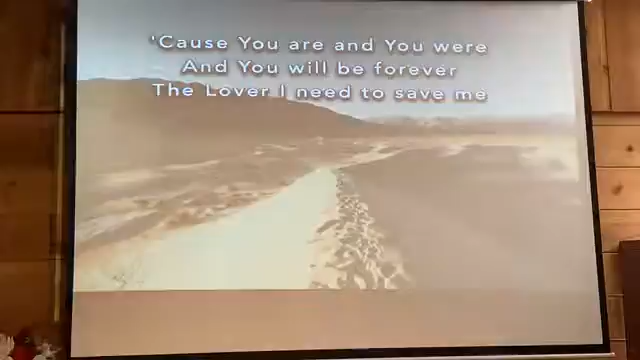 'Cause You are and You were
And You will be forever
The Lover I need to save me